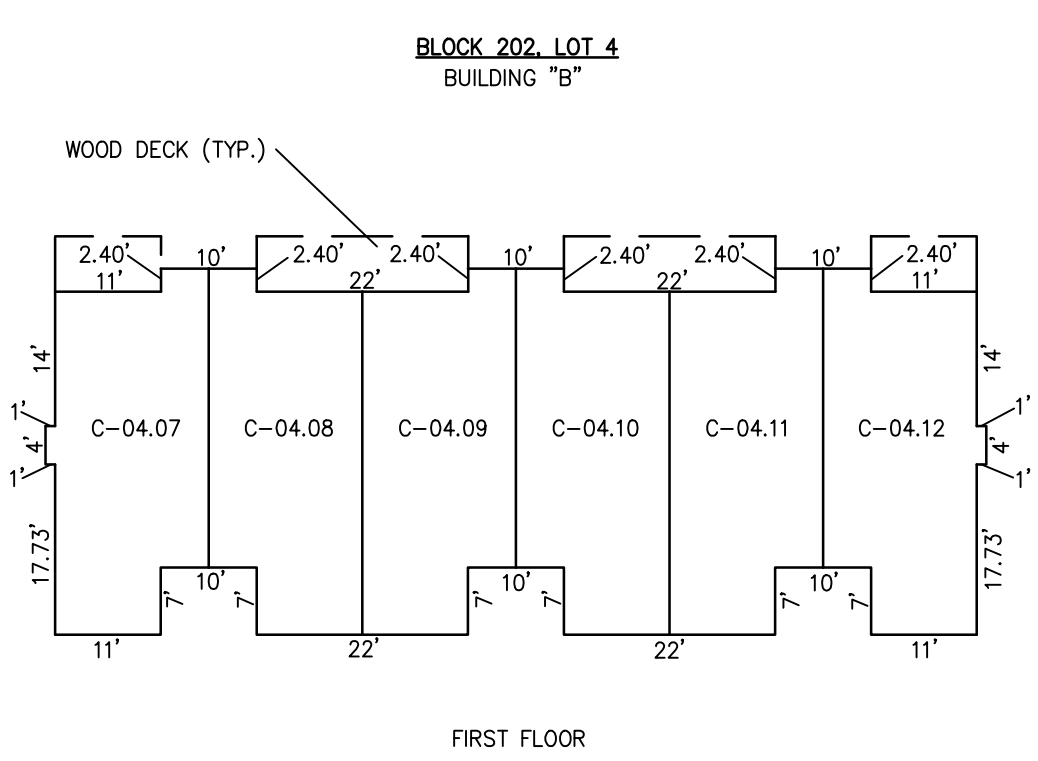 BLOCK 202, LOT 4
BUILDING "B"
WOOD DECK (TYP.)
2.40' 10' 2.40' 2.40' 10' 2.40' 2.40' 10' 2.40'
11' 22' 22' 11'
14' 14'
1' 1'
C-04.07 C-04.08 C-04.09 C-04.10 C-04.11 C-04.12
4' 4'
1' 1'
17.73' 17.73'
10' 10' 10'
7' 7' 7' 7' 7' 7'
11' 22' 22' 11'
FIRST FLOOR